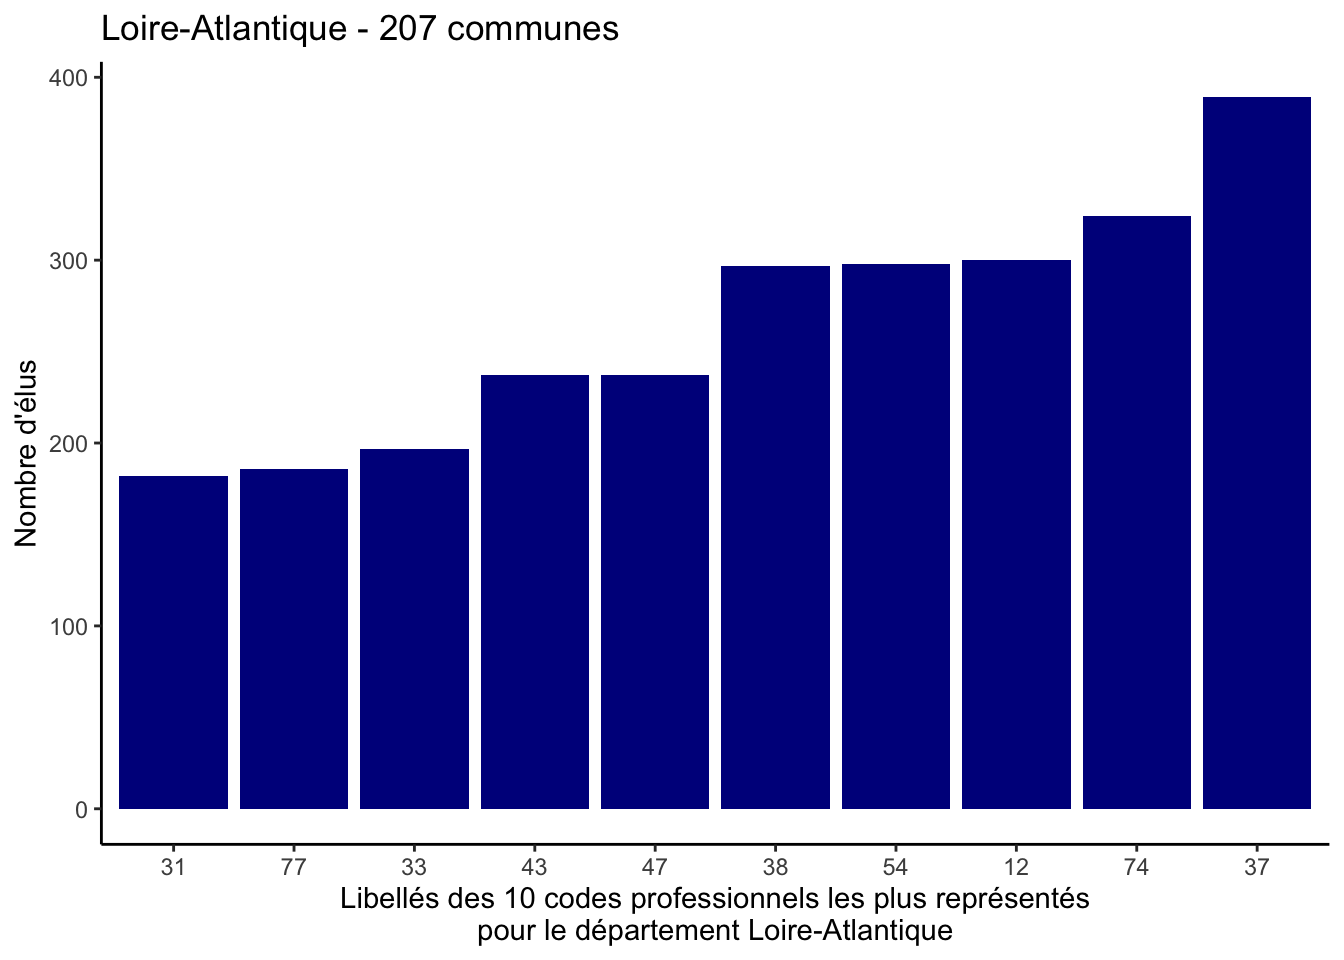 Loire-Atlantique - 207 communes
400
300
200
100
0
Nombre d'élus
31 77 33 43 47 38 54 12 74 37
Libellés des 10 codes professionnels les plus représentés
pour le département Loire-Atlantique